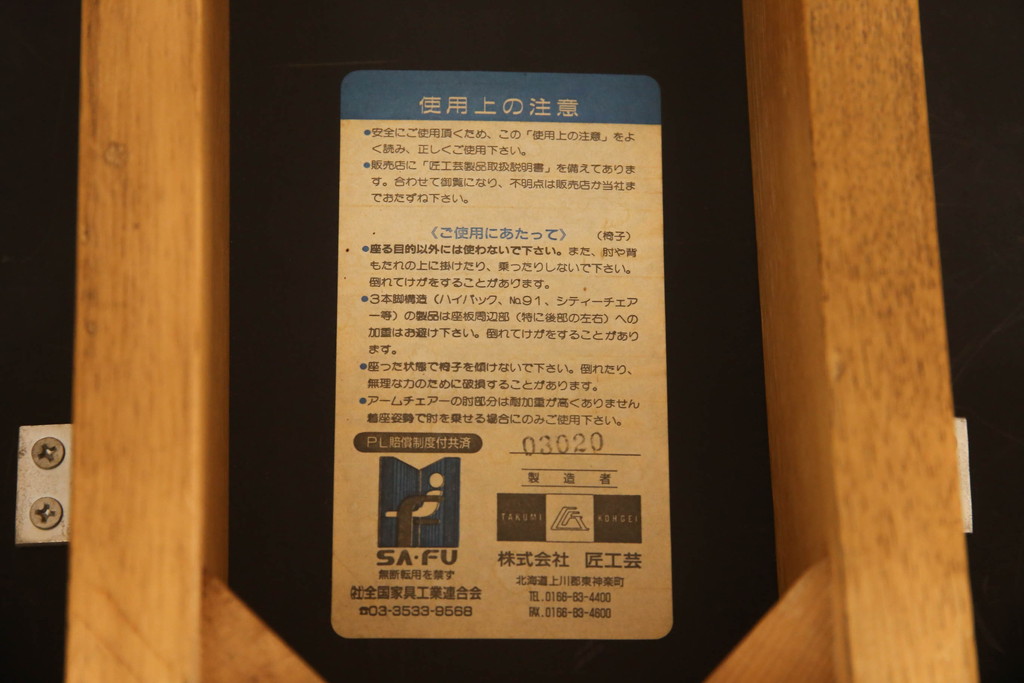 使用上の注意
●安全にご使用頂くため、この「使用上の注意」をよ
く読み、正しくご使用下さい。
●販売店に「匠工芸製品取扱説明書」を備えてありま
す。合わせて御覧になり、不明点は販売店か当社ま
でおたずね下さい。
《ご使用にあたって》 (椅子)
●座る目的以外には使わないで下さい。また、肘や背
もたれの上に掛けたり、乗ったりしないで下さい。
倒れてけがをすることがあります。
●3本脚構造(ハイバック、No.91、シティーチェア
ー等)の製品は座板周辺部(特に後部の左右)への
加重はお避け下さい。倒れてけがをすることがあり
ます。
●座った状態で椅子を傾けないで下さい。倒れたり、
無理な力のために破損することがあります。
●アームチェアーの肘部分は耐加重が高くありません
着座姿勢で肘を乗せる場合にのみご使用下さい。
PL賠償制度付共済
03020
製造者
TAKUMI KOHGEI
SA・FU
株式会社 匠工芸
無断転用を禁ず
北海道上川郡東神楽町
㈳全国家具工業連合会
TEL.0166-83-4400
☎03-3533-9568
FAX.0166-83-4600